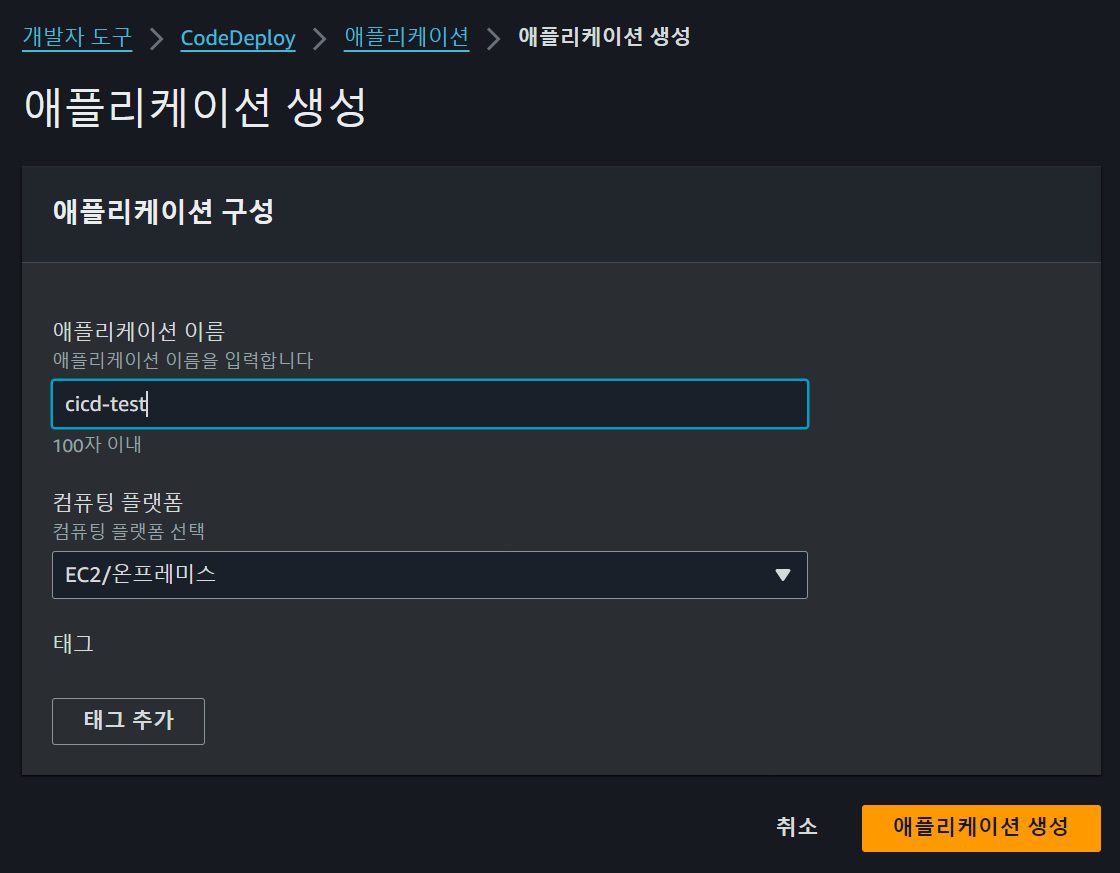 개발자 도구 > CodeDeploy > 애플리케이션 > 애플리케이션 생성
애플리케이션 생성
애플리케이션 구성
애플리케이션 이름
애플리케이션 이름을 입력합니다
cicd-test
100자 이내
컴퓨팅 플랫폼
컴퓨팅 플랫폼 선택
EC2/온프레미스
태그
태그 추가
취소 애플리케이션 생성